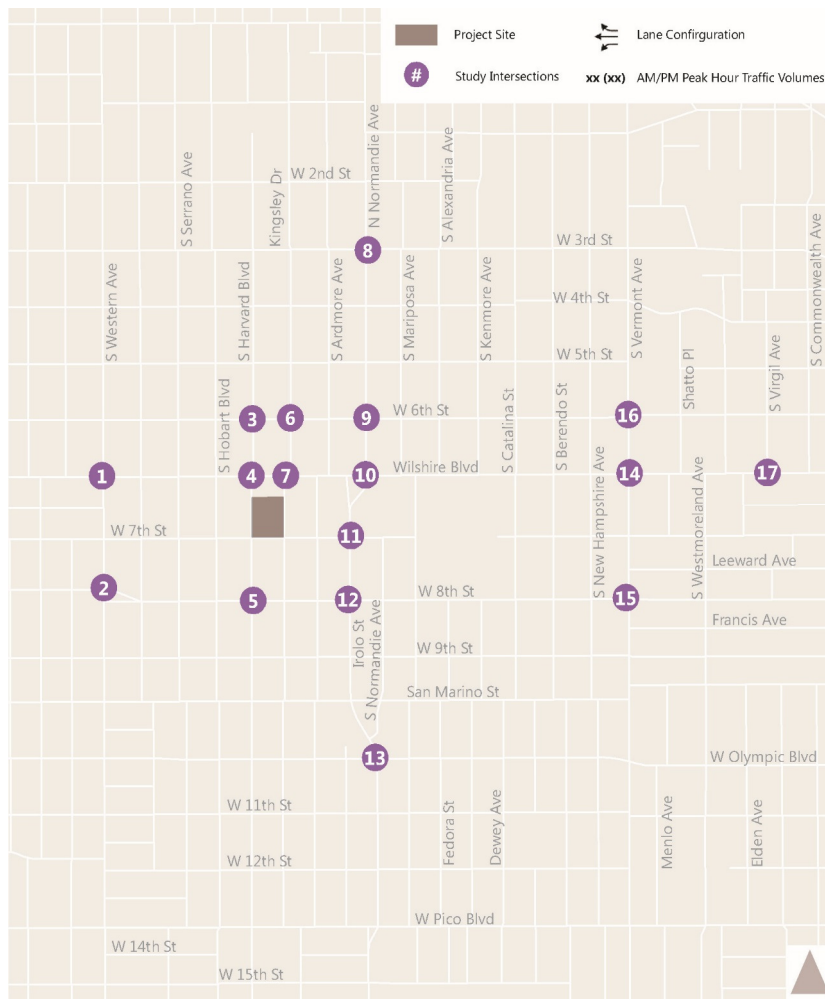 Project Site
Lane Confirguration
# Study Intersections
xx (xx) AM/PM Peak Hour Traffic Volumes
N Normandie Ave
S Alexandria Ave
S Serrano Ave
Kingsley Dr
W 2nd St
8
W 3rd St
S Commonwealth Ave
S Western Ave
S Harvard Blvd
S Ardmore Ave
S Mariposa Ave
S Kenmore Ave
W 4th St
S Vermont Ave
W 5th St
Shatto Pl
S Virgil Ave
S Hobart Blvd
3
6
9
W 6th St
S Catalina St
S Berendo St
16
1
4
7
10
Wilshire Blvd
14
17
S New Hampshire Ave
S Westmoreland Ave
W 7th St
11
Leeward Ave
2
5
12
W 8th St
15
Francis Ave
Irolo St
S Normandie Ave
W 9th St
San Marino St
13
W Olympic Blvd
W 11th St
Fedora St
Dewey Ave
Menlo Ave
Elden Ave
W 12th St
W Pico Blvd
W 14th St
W 15th St